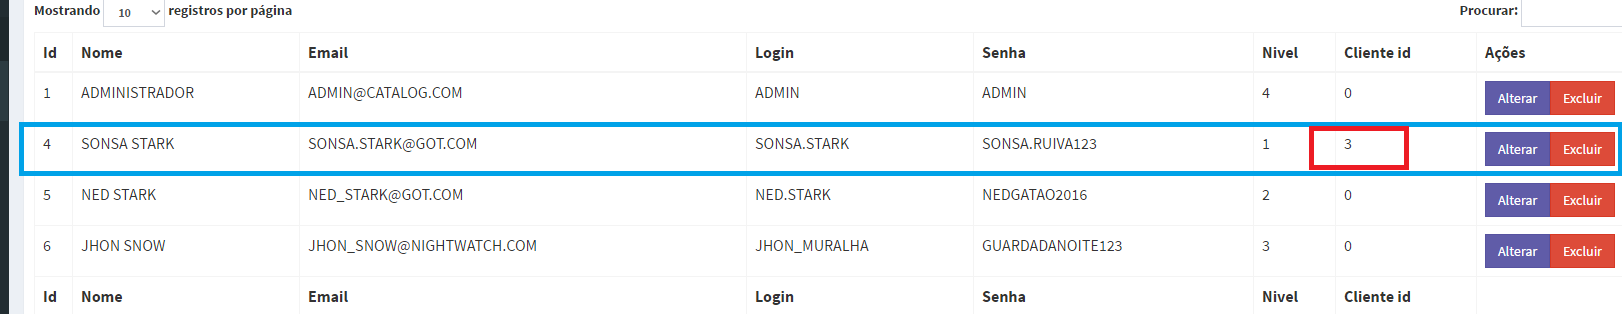 Mostrando 10 registros por página Procurar:
Id Nome Email Login Senha Nivel Cliente id Ações
1 ADMINISTRADOR ADMIN@CATALOG.COM ADMIN ADMIN 4 0 Alterar Excluir
4 SONSA STARK SONSA.STARK@GOT.COM SONSA.STARK SONSA.RUIVA123 1 3 Alterar Excluir
5 NED STARK NED_STARK@GOT.COM NED.STARK NEDGATAO2016 2 0 Alterar Excluir
6 JHON SNOW JHON_SNOW@NIGHTWATCH.COM JHON_MURALHA GUARDADANOITE123 3 0 Alterar Excluir
Id Nome Email Login Senha Nivel Cliente id